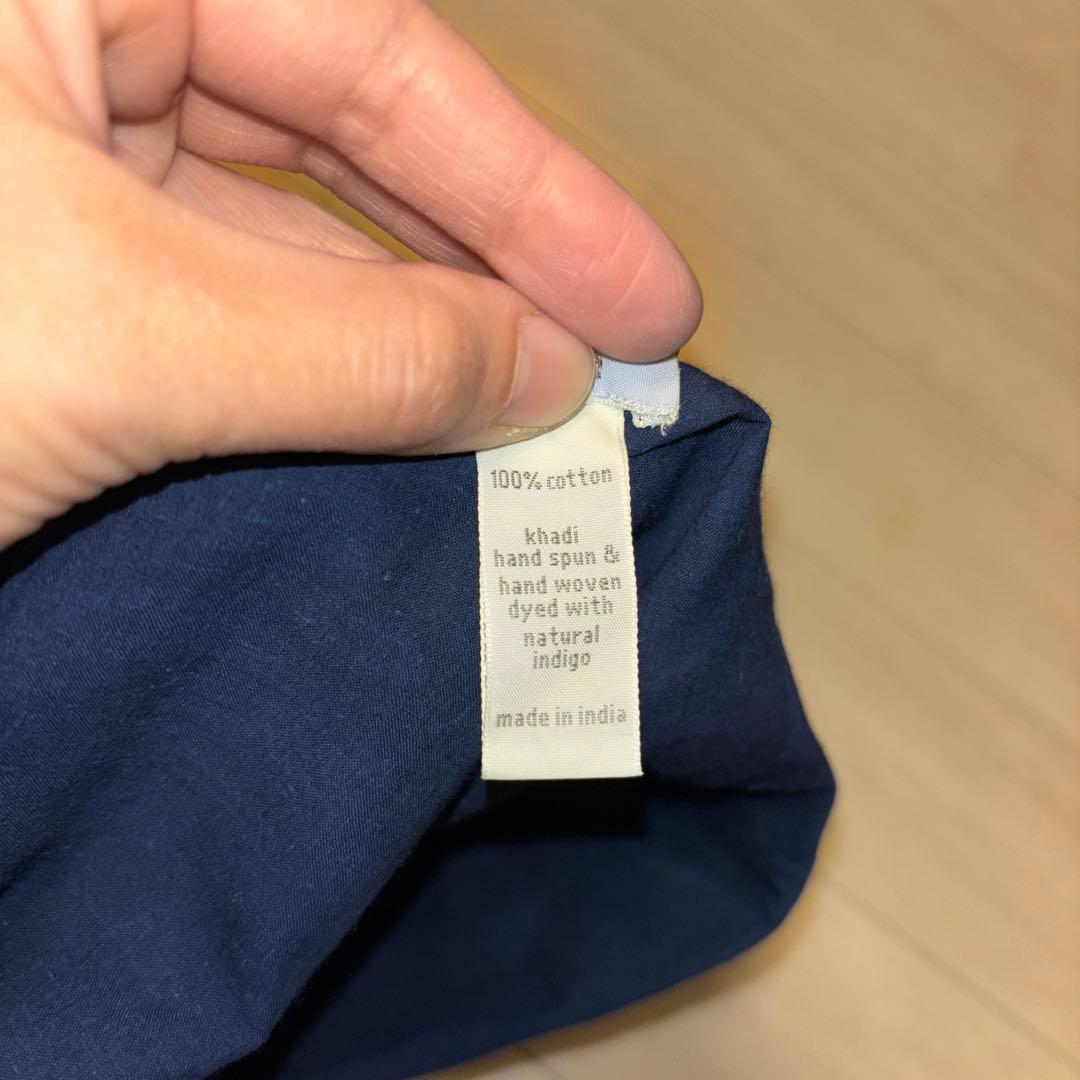 100% cotton
khadi
hand spun &
hand woven
dyed with
natural
indigo
made in india